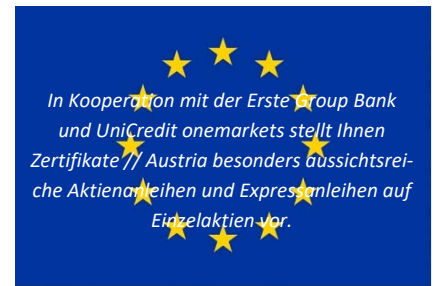 In Kooperation mit der Erste Group Bank
und UniCredit onemarkets stellt Ihnen
Zertifikate // Austria besonders aussichtsrei-
che Aktienanleihen und Expressanleihen auf
Einzelaktien vor.